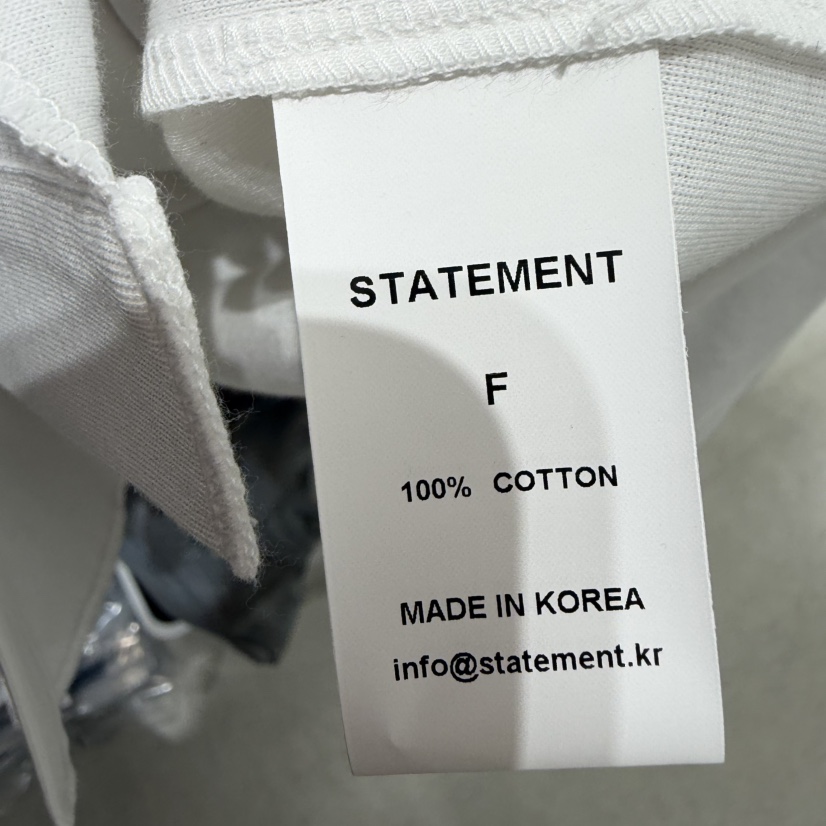 STATEMENT
F
100% COTTON
MADE IN KOREA
info@statement.kr